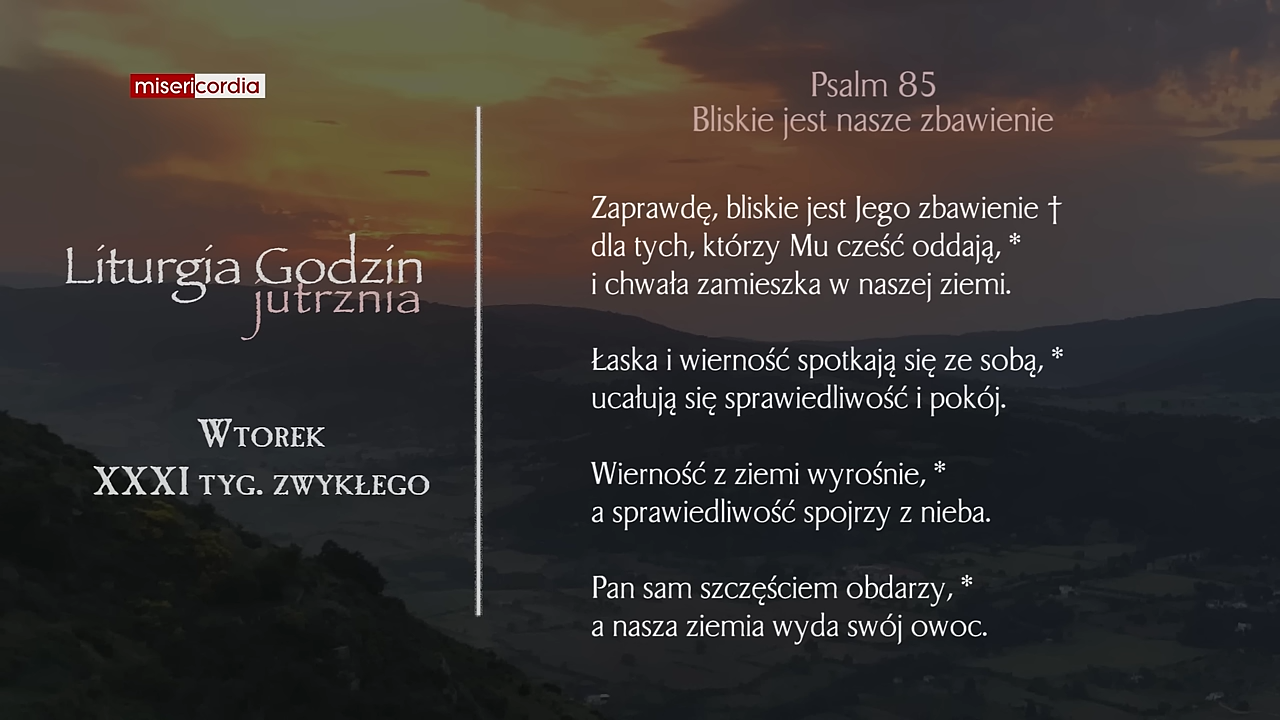 misericordia
Liturgia Godzin
jutrznia
Wtorek
XXXI tyg. zwykłego
Psalm 85
Bliskie jest nasze zbawienie
Zaprawdę, bliskie jest Jego zbawienie †
dla tych, którzy Mu cześć oddają, *
i chwała zamieszka w naszej ziemi.
Łaska i wierność spotkają się ze sobą, *
ucałują się sprawiedliwość i pokój.
Wierność z ziemi wyrośnie, *
a sprawiedliwość spojrzy z nieba.
Pan sam szczęściem obdarzy, *
a nasza ziemia wyda swój owoc.